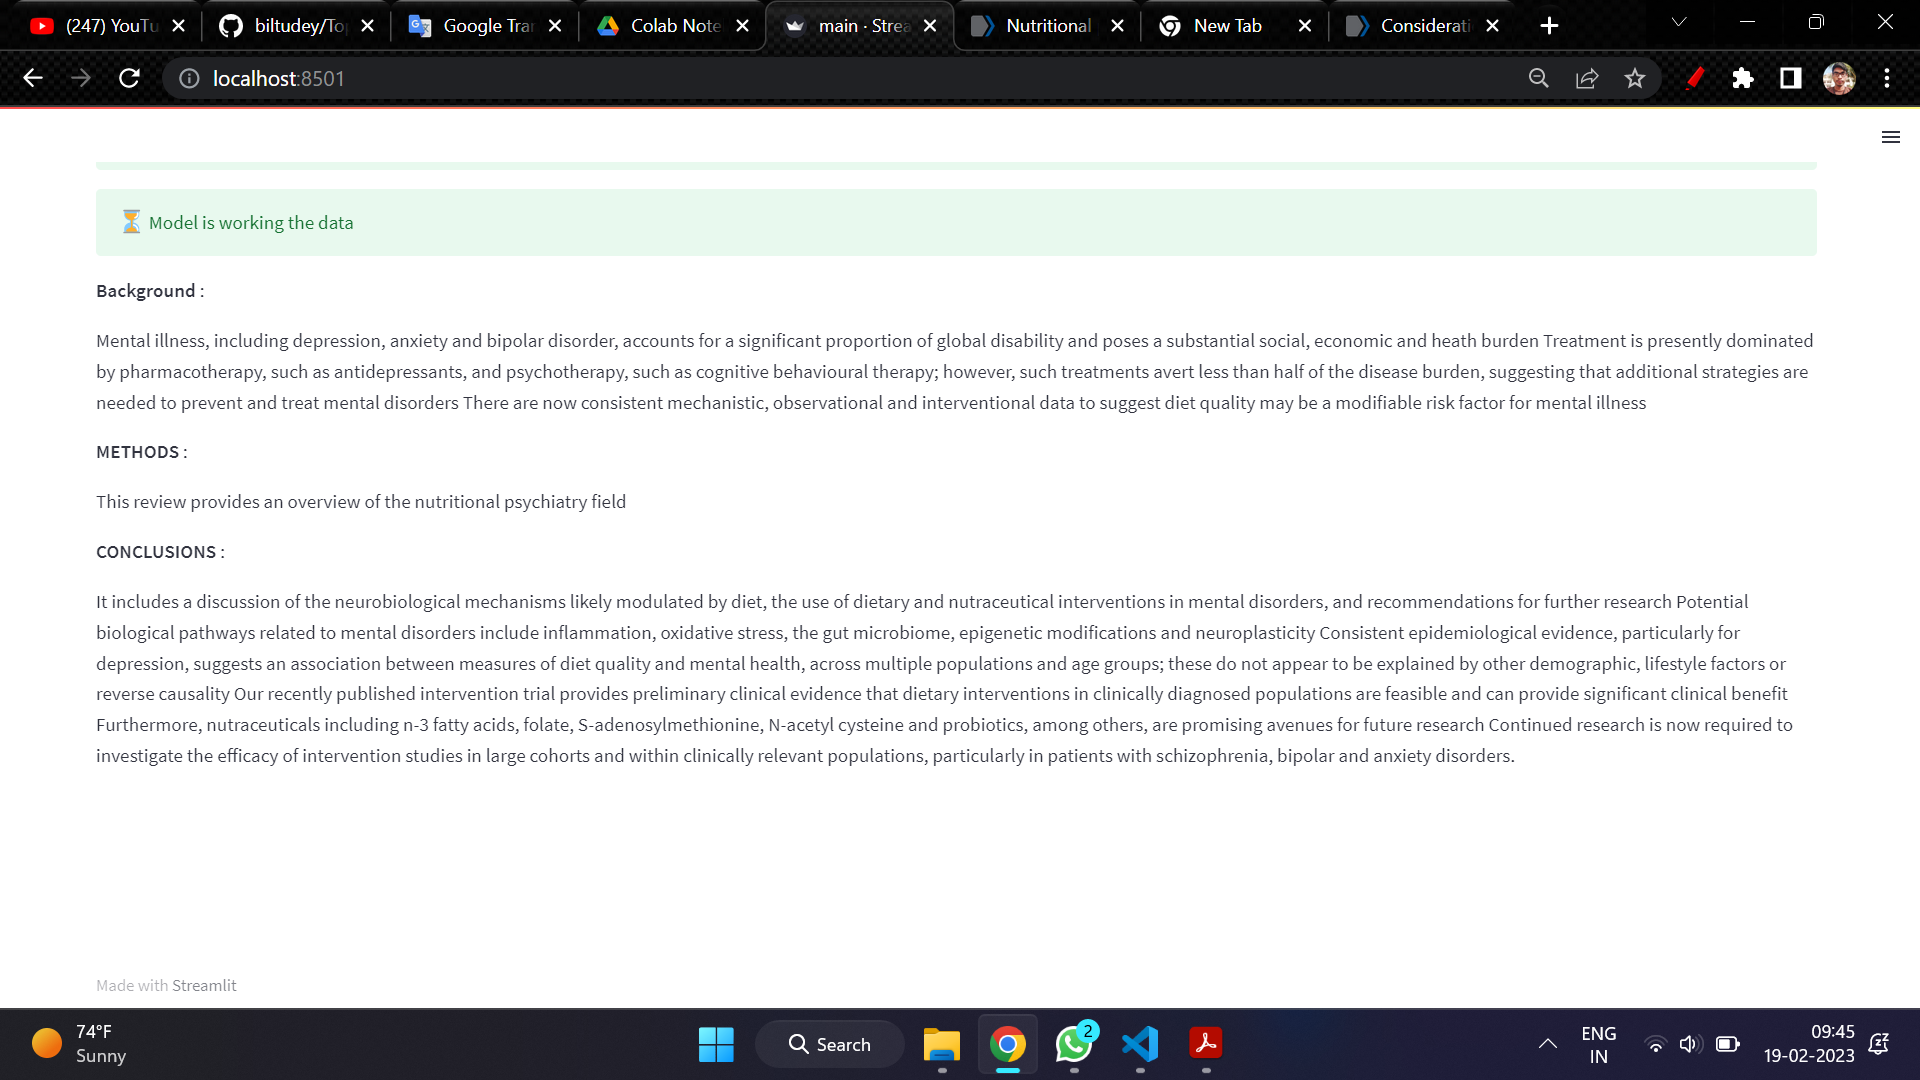 (247) YouTu
biltudey/Top
Google Tran
Colab Note
main · Strea
Nutritional
New Tab
Considerati
localhost:8501
⏳ Model is working the data
Background :
Mental illness, including depression, anxiety and bipolar disorder, accounts for a significant proportion of global disability and poses a substantial social, economic and heath burden Treatment is presently dominated
by pharmacotherapy, such as antidepressants, and psychotherapy, such as cognitive behavioural therapy; however, such treatments avert less than half of the disease burden, suggesting that additional strategies are
needed to prevent and treat mental disorders There are now consistent mechanistic, observational and interventional data to suggest diet quality may be a modifiable risk factor for mental illness
METHODS :
This review provides an overview of the nutritional psychiatry field
CONCLUSIONS :
It includes a discussion of the neurobiological mechanisms likely modulated by diet, the use of dietary and nutraceutical interventions in mental disorders, and recommendations for further research Potential
biological pathways related to mental disorders include inflammation, oxidative stress, the gut microbiome, epigenetic modifications and neuroplasticity Consistent epidemiological evidence, particularly for
depression, suggests an association between measures of diet quality and mental health, across multiple populations and age groups; these do not appear to be explained by other demographic, lifestyle factors or
reverse causality Our recently published intervention trial provides preliminary clinical evidence that dietary interventions in clinically diagnosed populations are feasible and can provide significant clinical benefit
Furthermore, nutraceuticals including n-3 fatty acids, folate, S-adenosylmethionine, N-acetyl cysteine and probiotics, among others, are promising avenues for future research Continued research is now required to
investigate the efficacy of intervention studies in large cohorts and within clinically relevant populations, particularly in patients with schizophrenia, bipolar and anxiety disorders.
Made with Streamlit
74°F
Sunny
Search
2
ENG
IN
09:45
19-02-2023